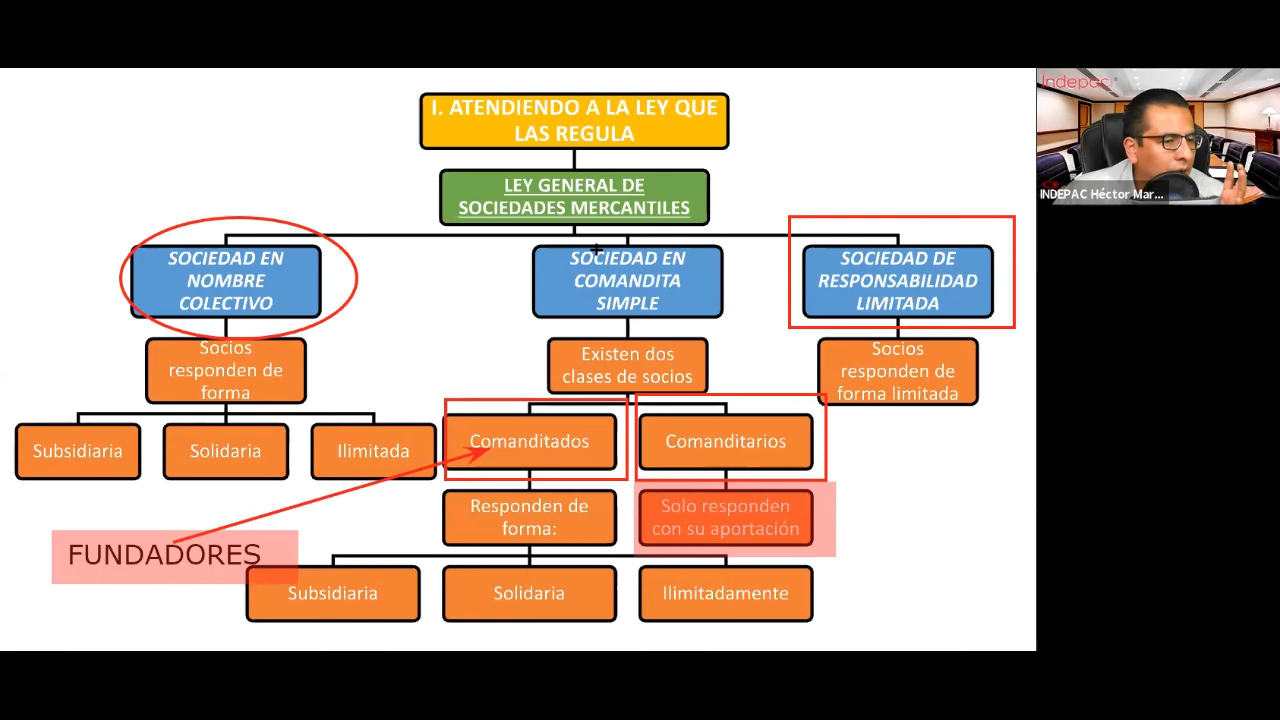 I. ATENDIENDO A LA LEY QUE
LAS REGULA
LEY GENERAL DE
SOCIEDADES MERCANTILES
SOCIEDAD EN
NOMBRE
COLECTIVO
SOCIEDAD EN
COMANDITA
SIMPLE
SOCIEDAD DE
RESPONSABILIDAD
LIMITADA
Socios
responden de
forma
Existen dos
clases de socios
Socios
responden de
forma limitada
Subsidiaria
Solidaria
Ilimitada
Comanditados
Comanditarios
Responden de
forma:
Solo responden
con su aportación
FUNDADORES
Subsidiaria
Solidaria
Ilimitadamente
Indepac
INDEPAC Héctor Mar...